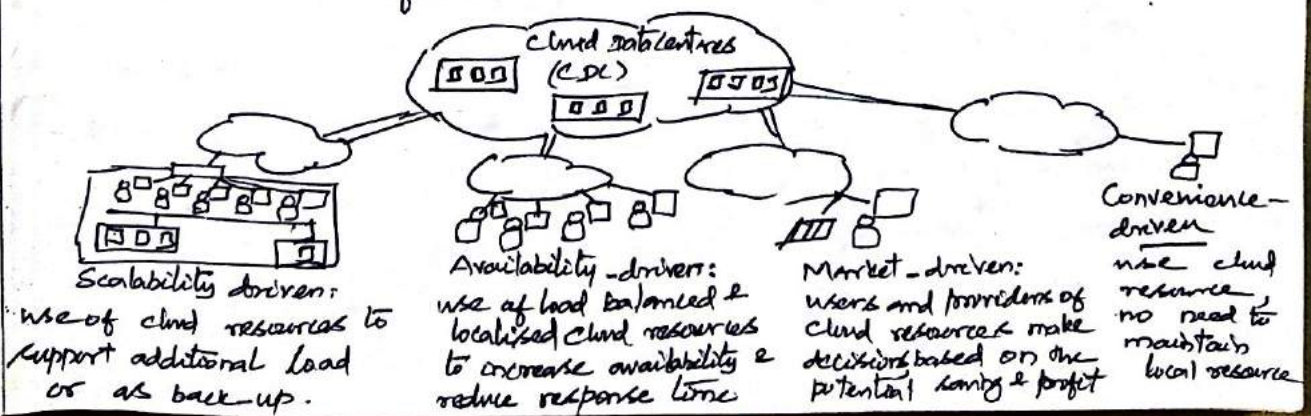 Cloud Data Centres
(CDC)
Scalability driven:
use of cloud resources to
support additional load
or as back-up.
Availability-driven:
use of load balanced &
localised cloud resources
to increase availability &
reduce response time
Market-driven:
users and providers of
cloud resources make
decisions based on the
potential saving & profit
Convenience-
driven
use cloud
resource,
no need to
maintain
local resource